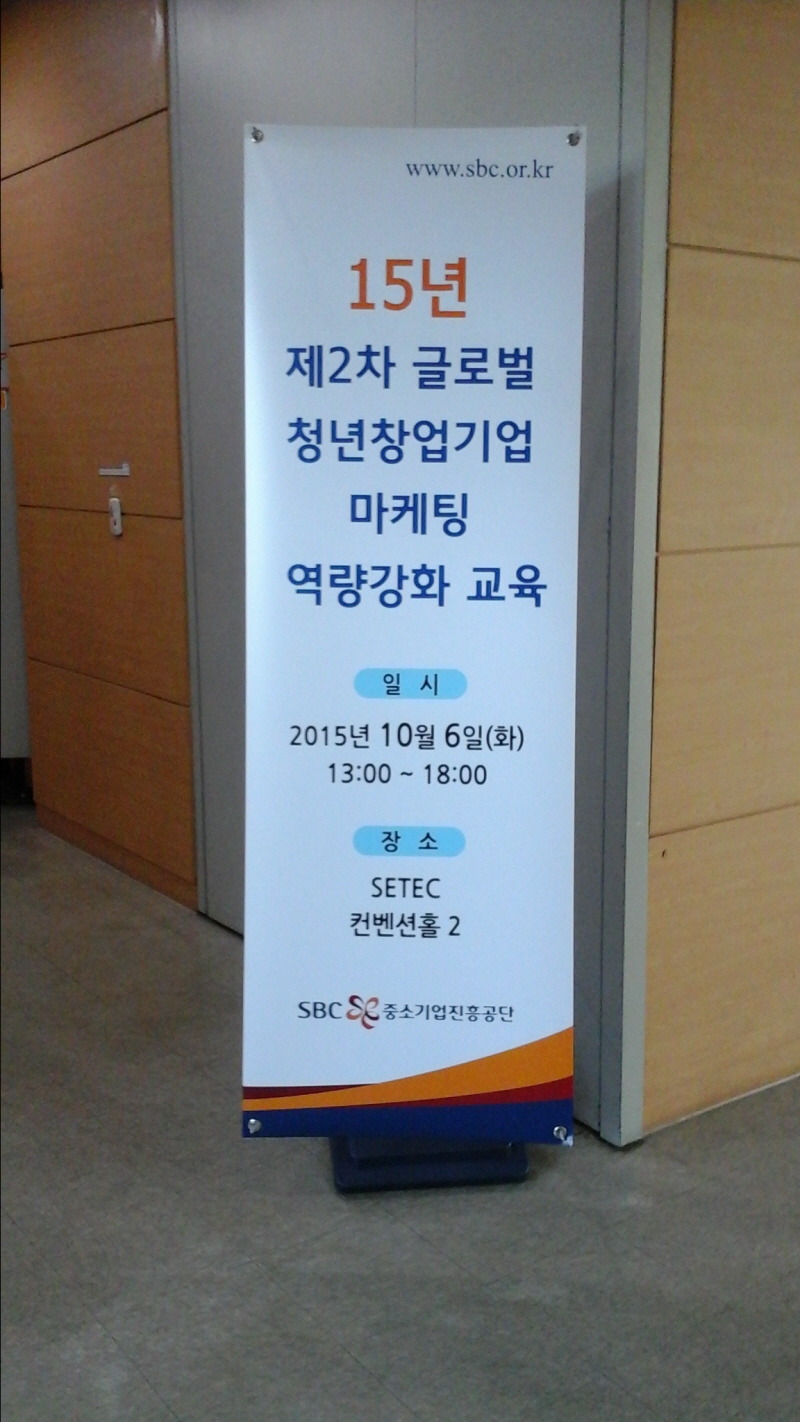 www.sbc.or.kr
15년
제2차 글로벌
청년창업기업
마케팅
역량강화 교육
일 시
2015년 10월 6일(화)
13:00 ~ 18:00
장 소
SETEC
컨벤션홀 2
SBC 중소기업진흥공단